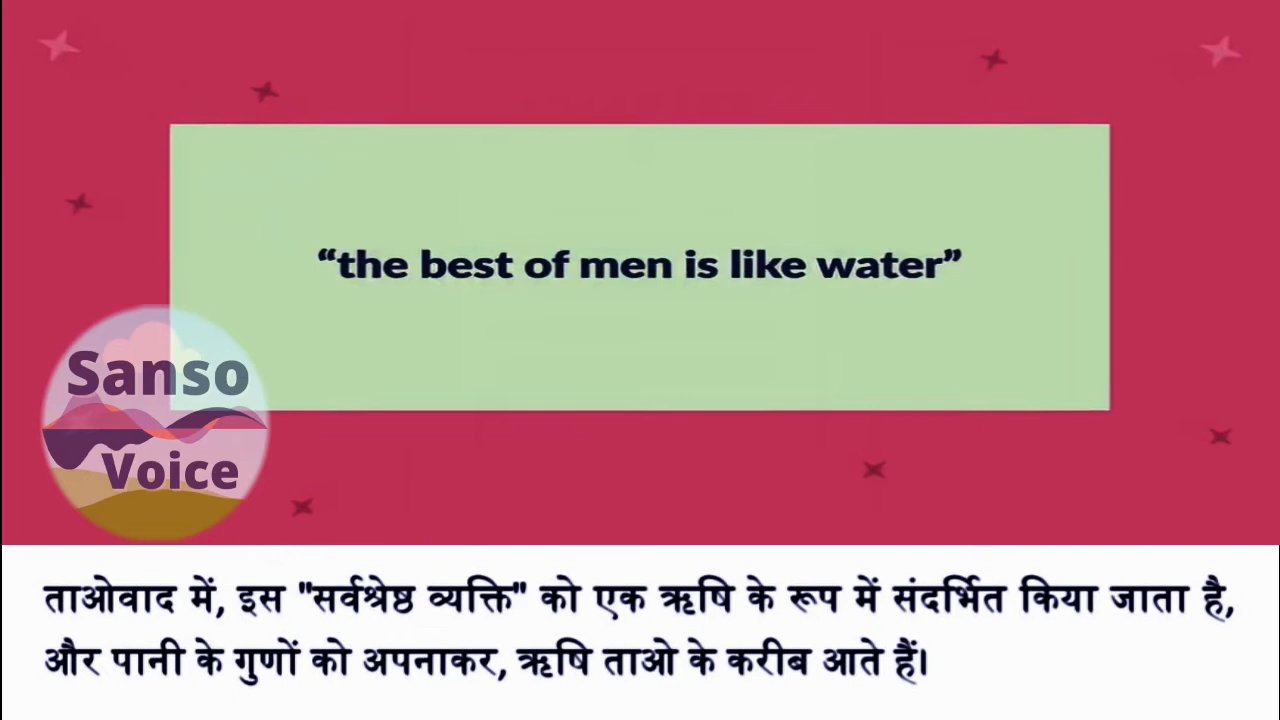 “the best of men is like water”
Sanso
Voice
ताओवाद में, इस "सर्वश्रेष्ठ व्यक्ति" को एक ऋषि के रूप में संदर्भित किया जाता है,
और पानी के गुणों को अपनाकर, ऋषि ताओ के करीब आते हैं।